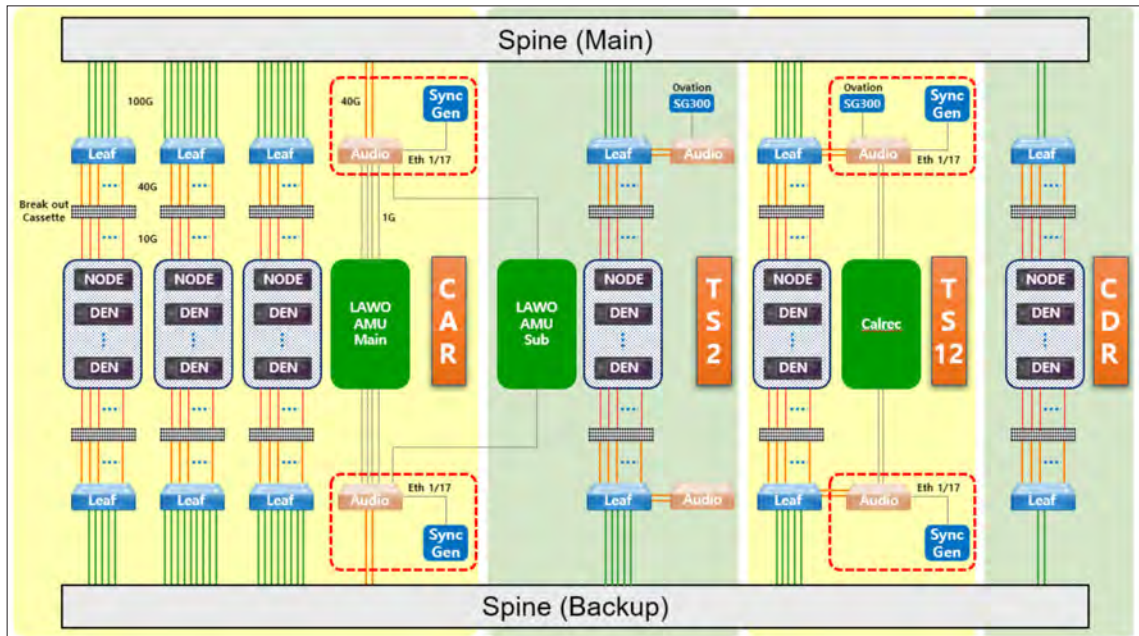 Spine (Main)
100G
40G
Sync
Gen
Ovation
SG300
Ovation
SG300
Sync
Gen
Leaf
Leaf
Leaf
Audio
Eth 1/17
Leaf
Audio
Leaf
Audio
Eth 1/17
Leaf
40G
Break out
Cassette
1G
10G
NODE
DEN
DEN
NODE
DEN
DEN
NODE
DEN
DEN
LAWO
AMU
Main
CAR
LAWO
AMU
Sub
NODE
DEN
DEN
TS2
NODE
DEN
DEN
Calrec
TS12
NODE
DEN
DEN
CDR
Leaf
Leaf
Leaf
Audio
Eth 1/17
Leaf
Audio
Leaf
Audio
Eth 1/17
Leaf
Sync
Gen
Sync
Gen
Spine (Backup)